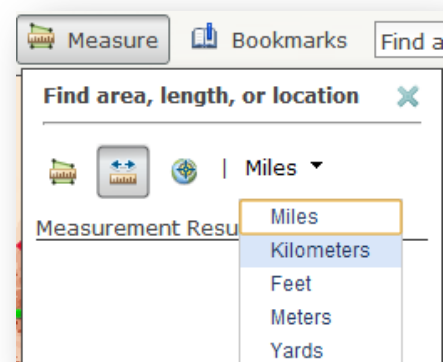 Measure Bookmarks Find a
Find area, length, or location
| Miles
Measurement Resu
Miles
Kilometers
Feet
Meters
Yards